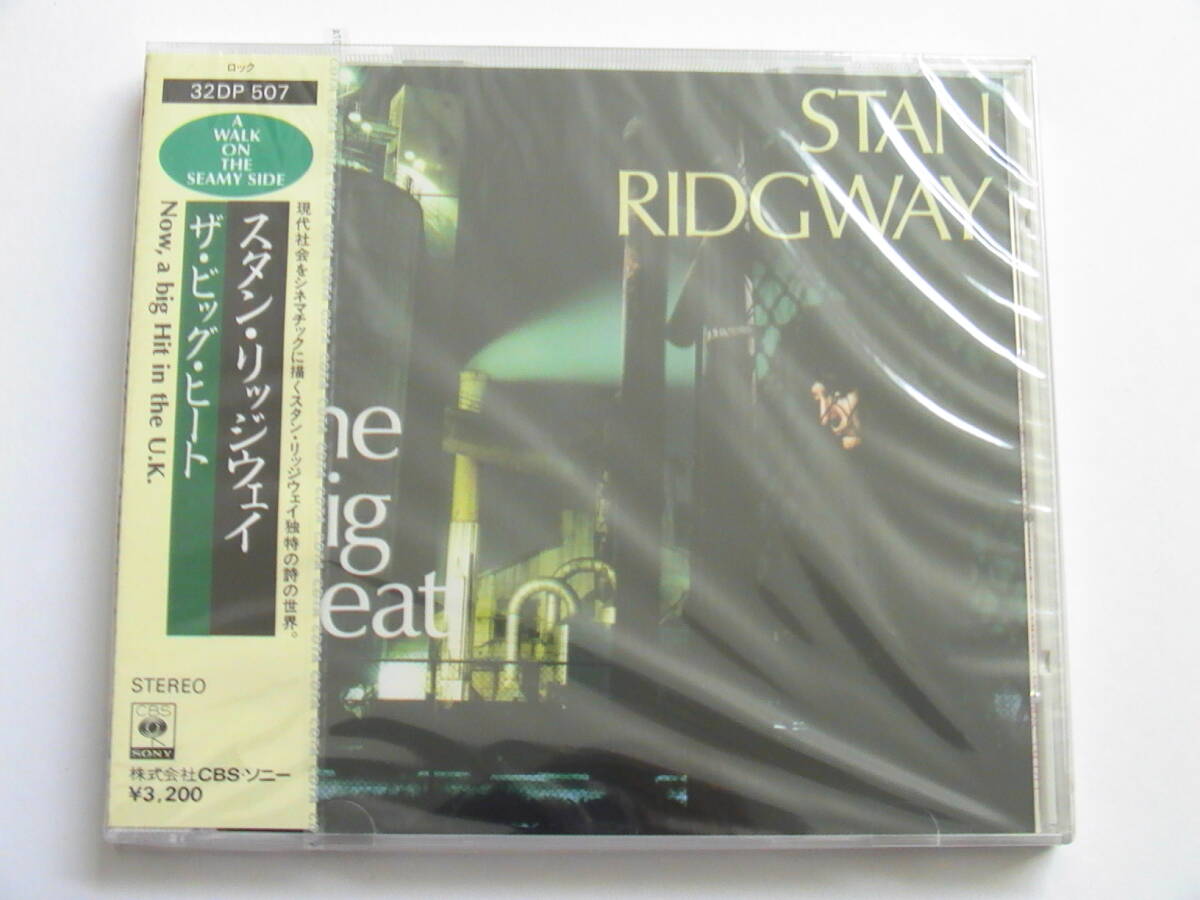 ロック
32DP 507
A
WALK
ON
THE
SEAMY SIDE
現代社会をシネマチックに描くスタン・リッジウェイ独特の詩の世界。
スタン・リッジウェイ
ザ・ビッグ・ヒート
Now, a big Hit in the U.K.
STEREO
CBS
SONY
株式会社CBS・ソニー
¥3,200
STAN
RIDGWAY
he
ig
eat